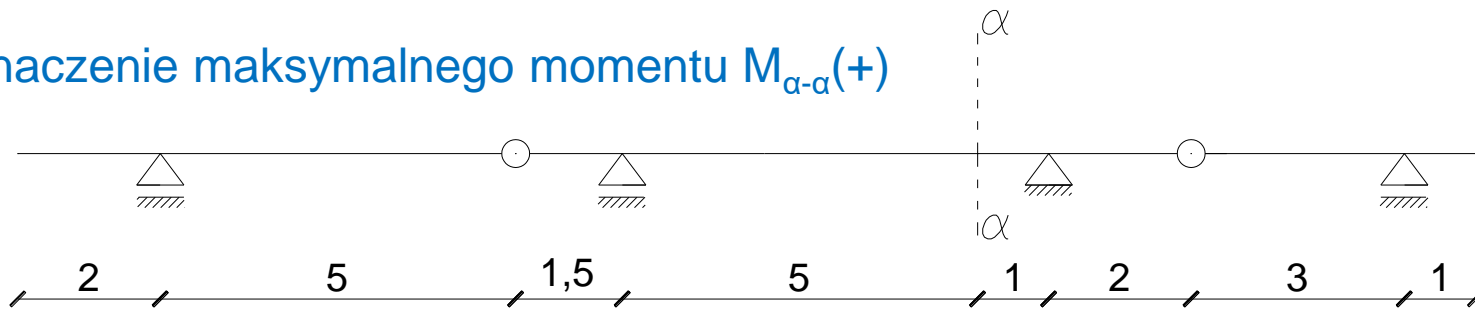 α
naczenie maksymalnego momentu Mα-α(+)
α
2 5 1,5 5 1 2 3 1